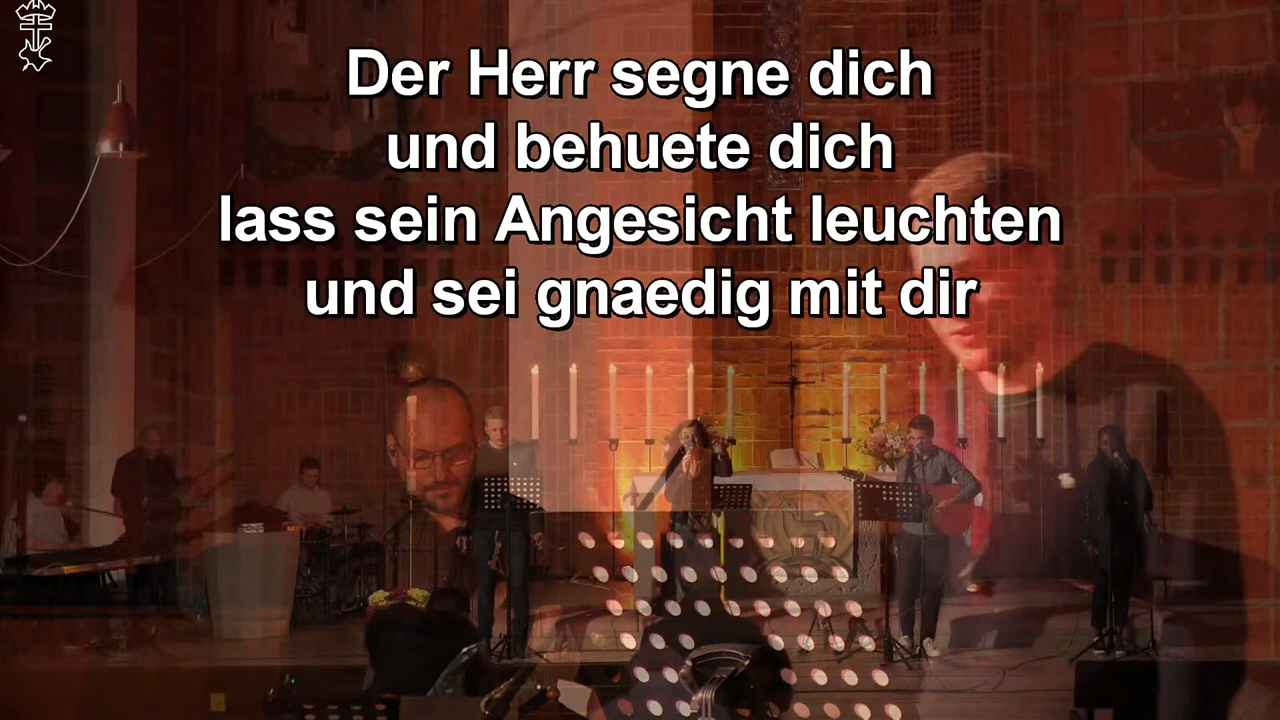 Der Herr segne dich
und behuete dich
lass sein Angesicht leuchten
und sei gnaedig mit dir